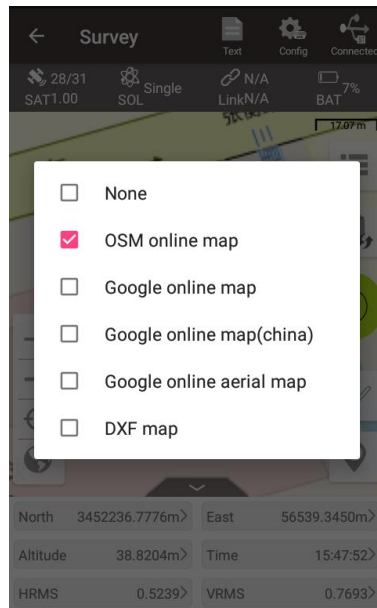 Survey
Text
Config
Connected
28/31
SAT1.00
Single
SOL
N/A
LinkN/A
7%
BAT
17.07 m
None
OSM online map
Google online map
Google online map(china)
Google online aerial map
DXF map
North 3452236.7776m> East 56539.3450m>
Altitude 38.8204m> Time 15:47:52>
HRMS 0.5239> VRMS 0.7693>